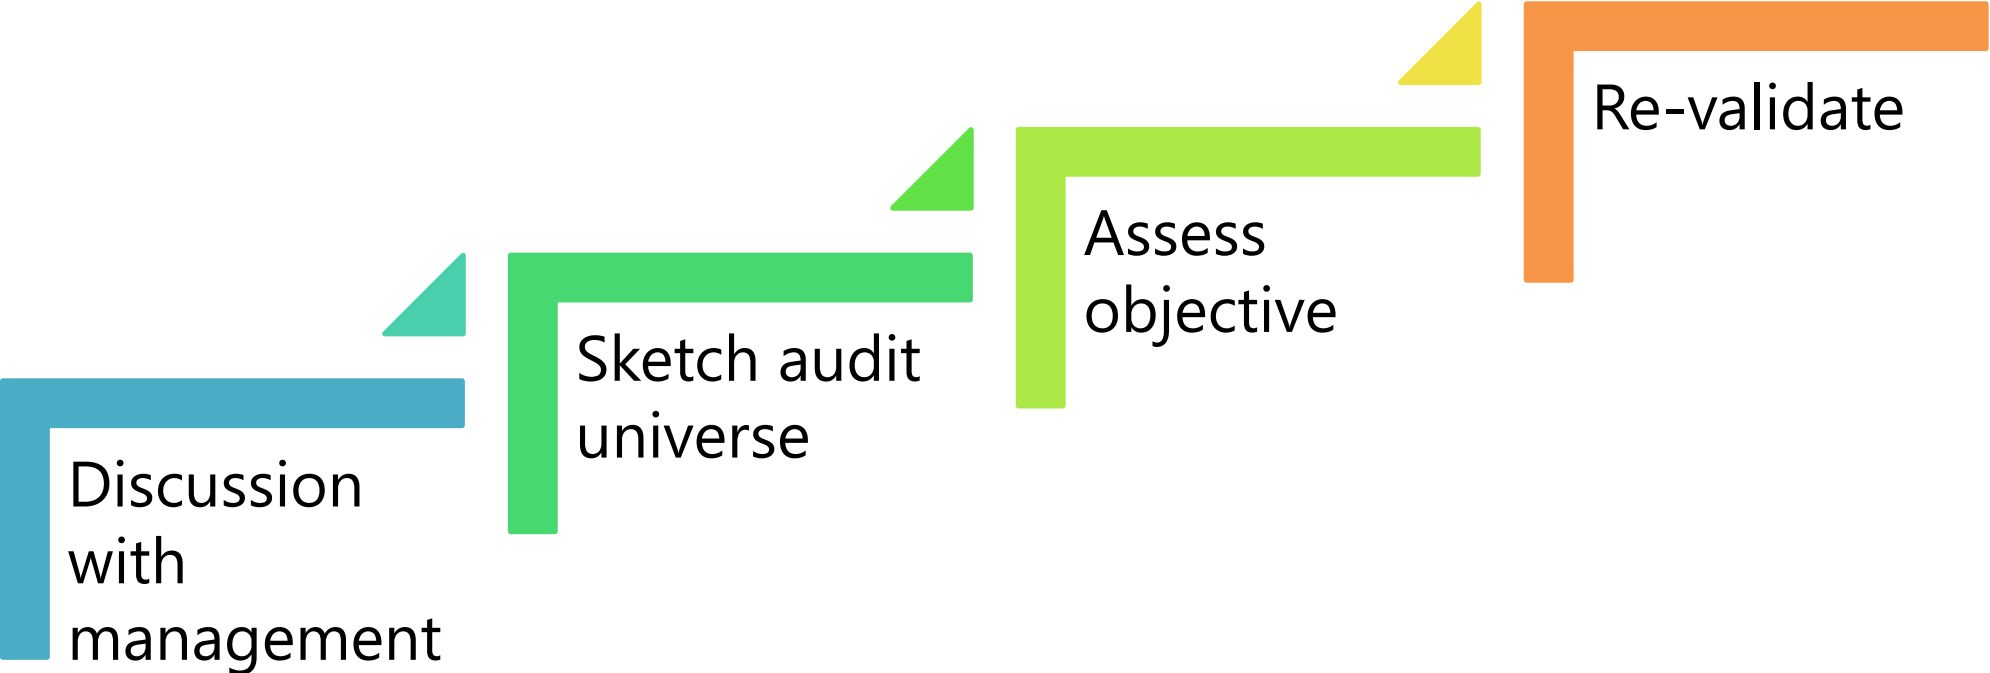 Discussion
with
management
Sketch audit
universe
Assess
objective
Re-validate